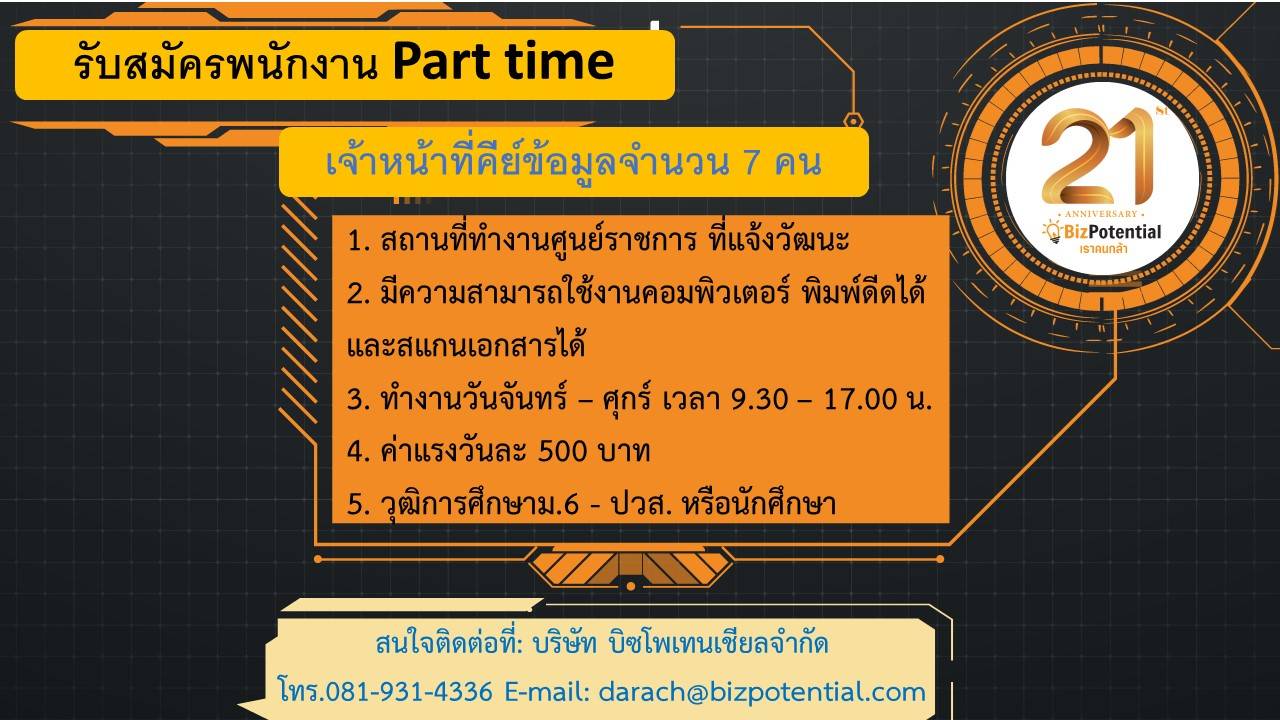 รับสมัครพนักงาน Part time
เจ้าหน้าที่คีย์ข้อมูลจำนวน 7 คน
21st
• ANNIVERSARY •
BizPotential
เราคนกล้า
1. สถานที่ทำงานศูนย์ราชการ ที่แจ้งวัฒนะ
2. มีความสามารถใช้งานคอมพิวเตอร์ พิมพ์ดีดได้
และสแกนเอกสารได้
3. ทำงานวันจันทร์ – ศุกร์ เวลา 9.30 – 17.00 น.
4. ค่าแรงวันละ 500 บาท
5. วุฒิการศึกษาม.6 - ปวส. หรือนักศึกษา
สนใจติดต่อที่: บริษัท บิซโพเทนเชียลจำกัด
โทร.081-931-4336 E-mail: darach@bizpotential.com